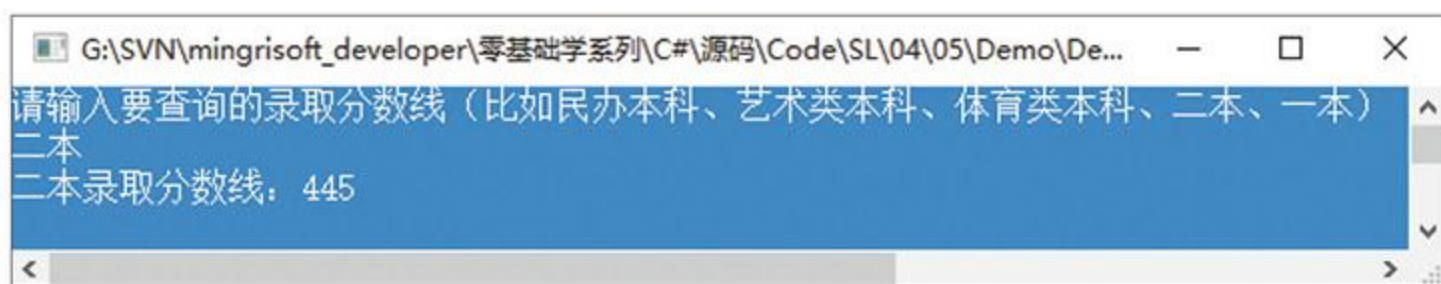 G:\SVN\mingrisoft_developer\零基础学系列\C#\源码\Code\SL\04\05\Demo\De...
请输入要查询的录取分数线（比如民办本科、艺术类本科、体育类本科、二本、一本）
二本
二本录取分数线：445